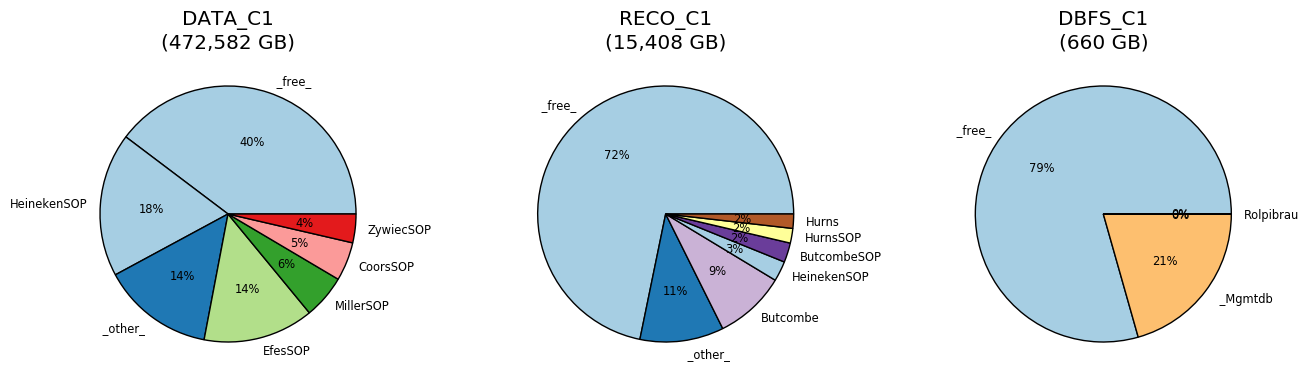 DATA_C1
(472,582 GB)
_free_
40%
HeinekenSOP
18%
14%
_other_
14%
EfesSOP
6%
MillerSOP
5%
CoorsSOP
4%
ZywiecSOP
RECO_C1
(15,408 GB)
_free_
72%
11%
_other_
9%
Butcombe
3%
HeinekenSOP
2%
ButcombeSOP
2%
HurnsSOP
2%
Hurns
DBFS_C1
(660 GB)
_free_
79%
21%
_Mgmtdb
0%
Rolpibrau